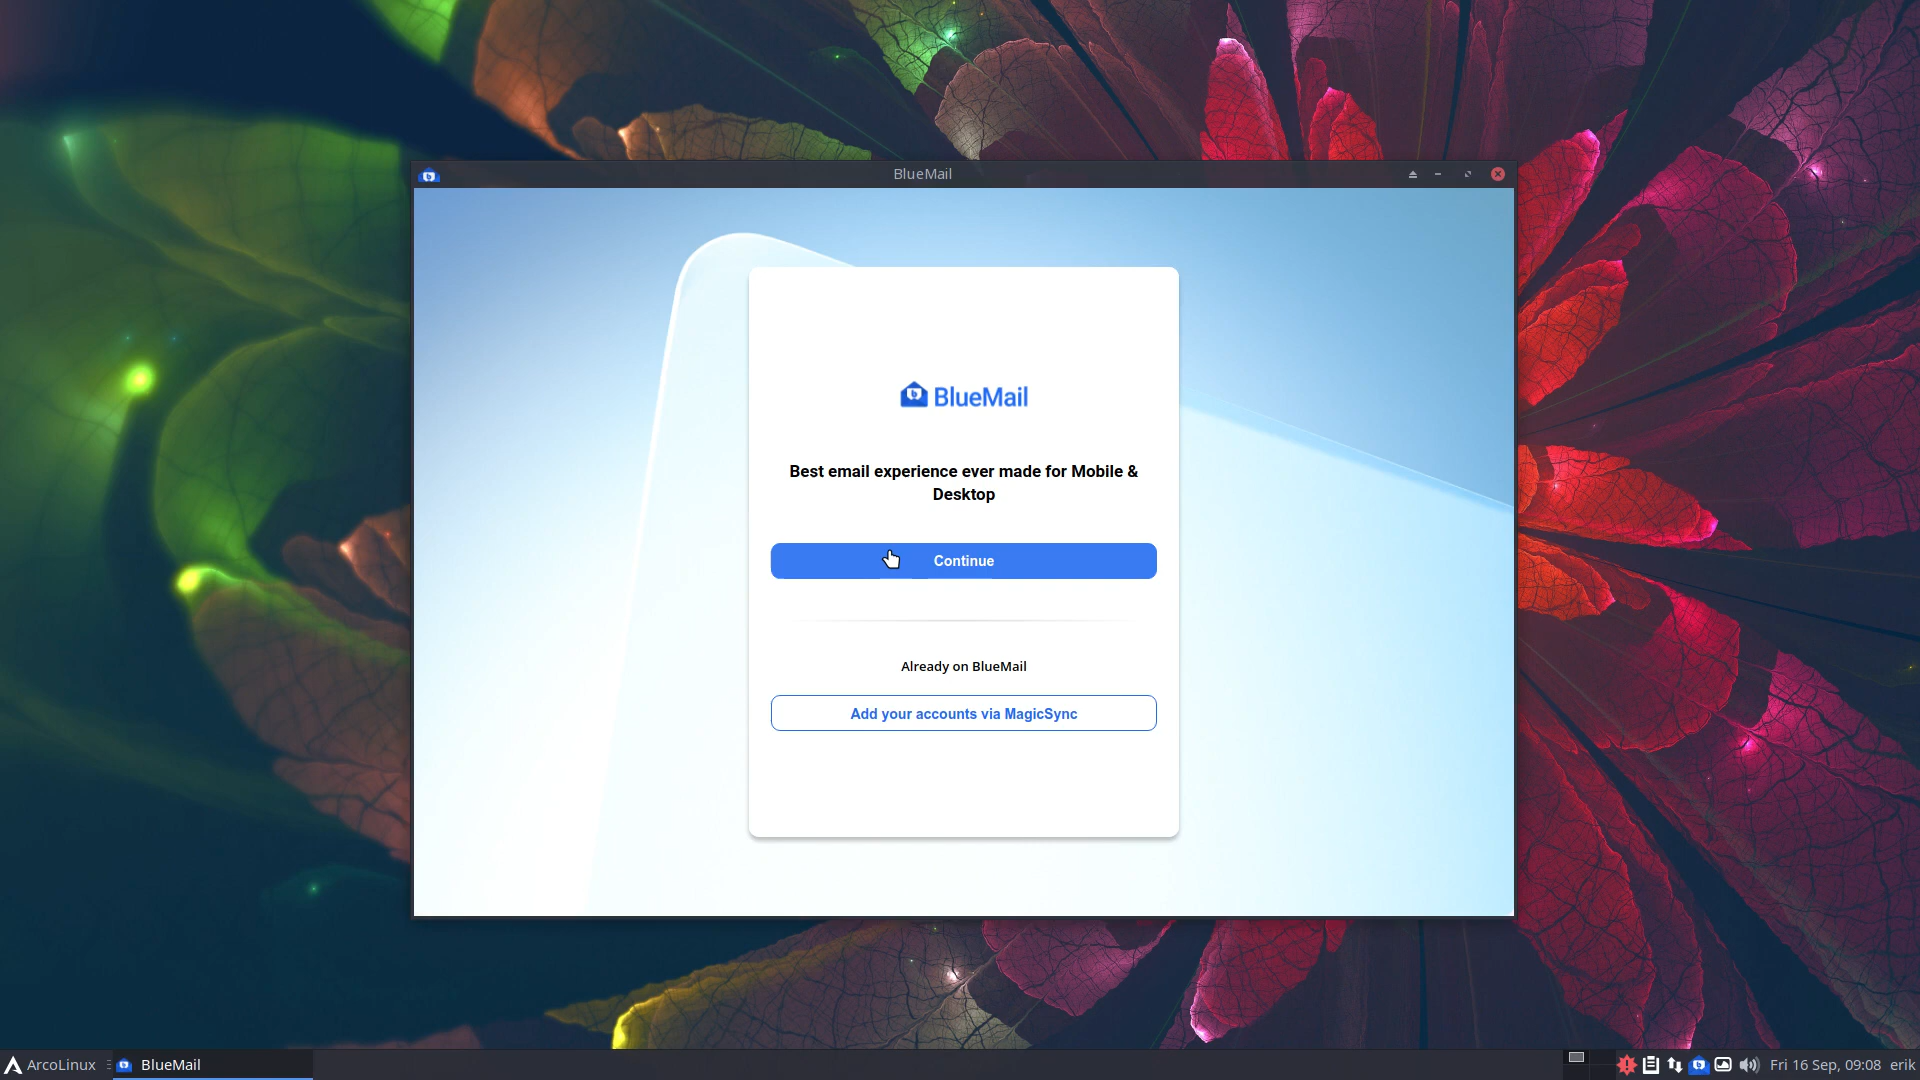 BlueMail
BlueMail
Best email experience ever made for Mobile &
Desktop
Continue
Already on BlueMail
Add your accounts via MagicSync
ArcoLinux
BlueMail
Fri 16 Sep, 09:08
erik